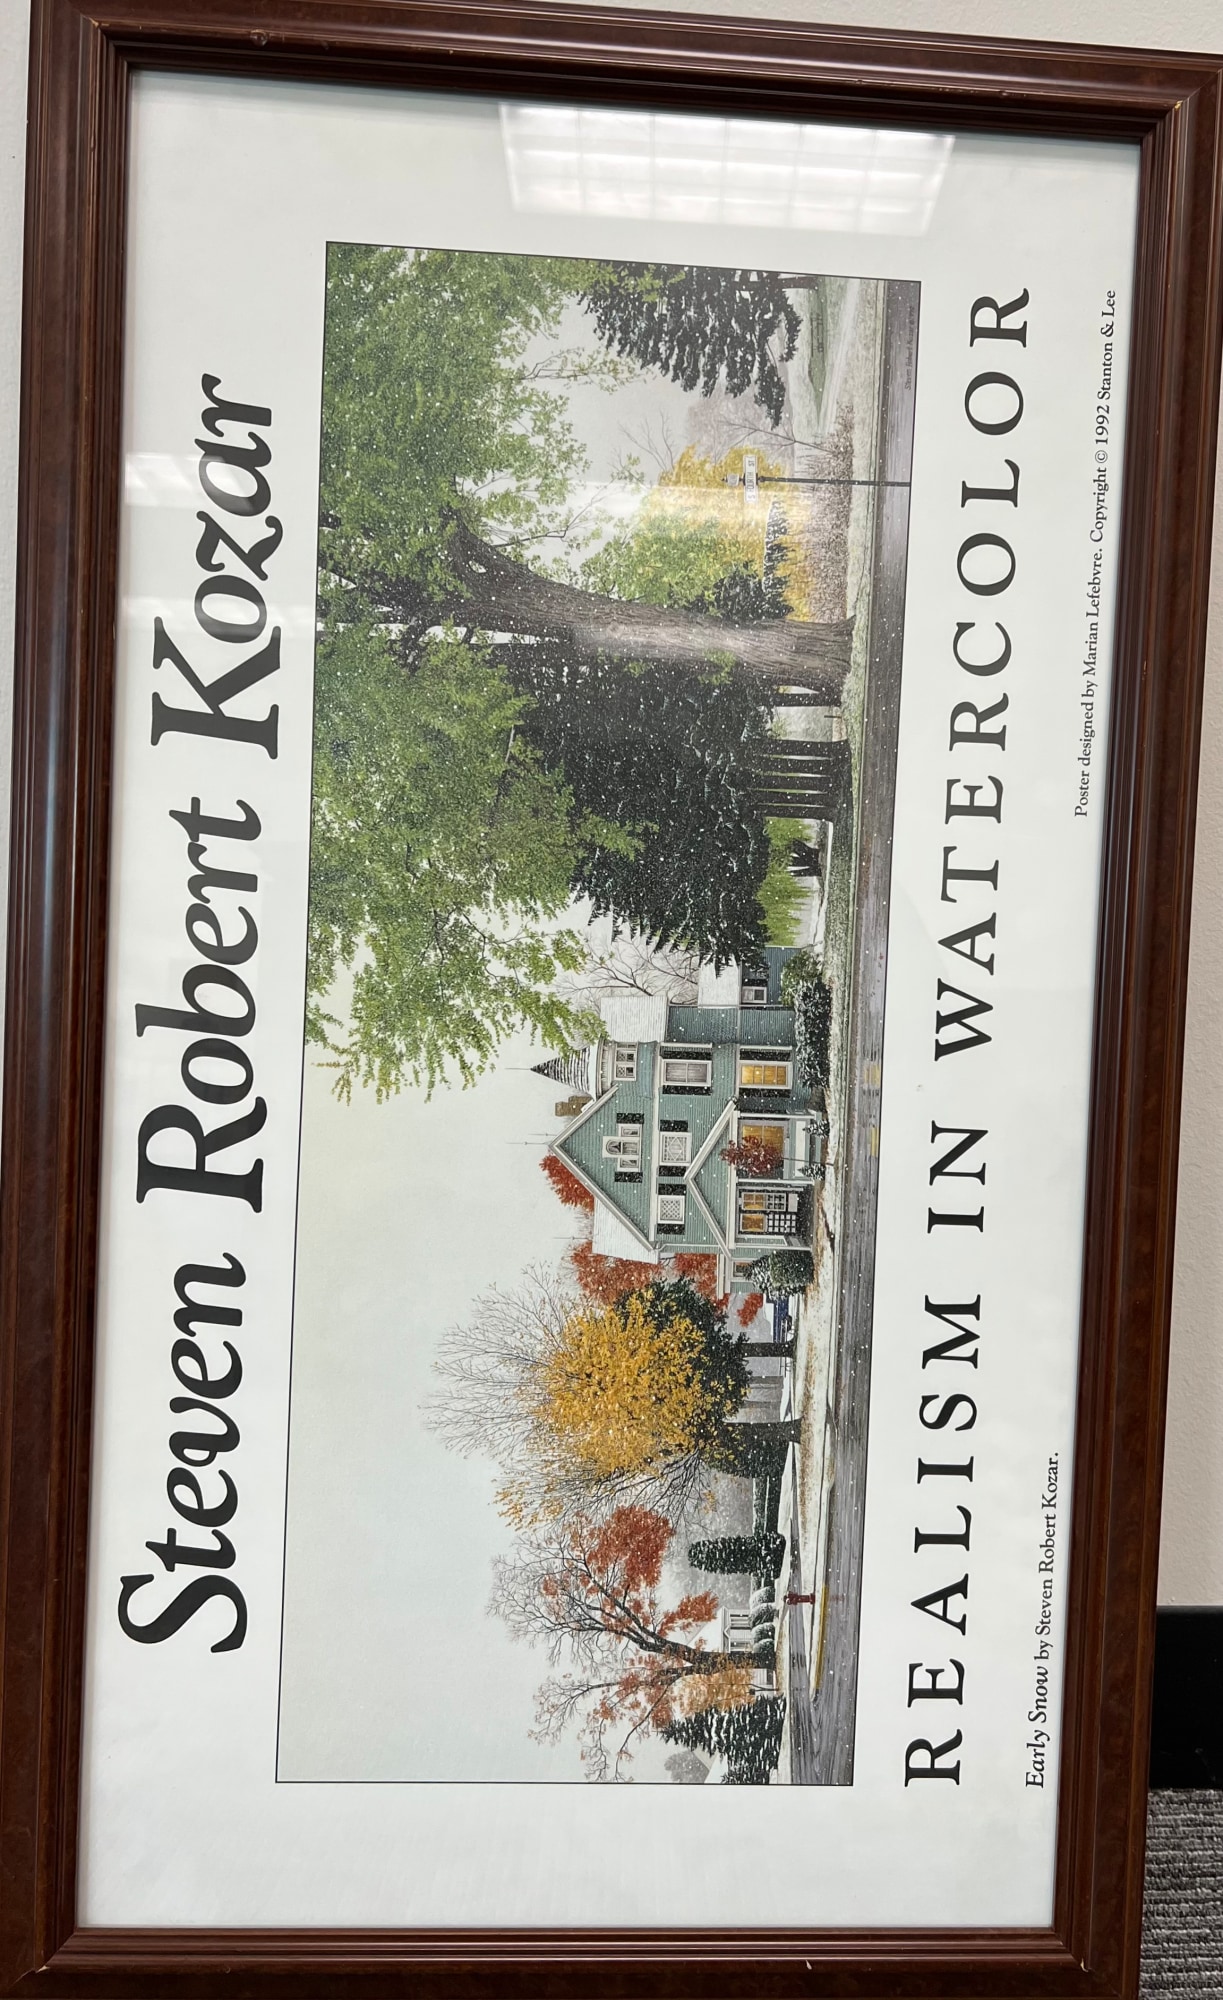 Steven Robert Kozar
REALISM IN WATERCOLOR
Early Snow by Steven Robert Kozar.
Poster designed by Marian Lefebvre. Copyright © 1992 Stanton & Lee